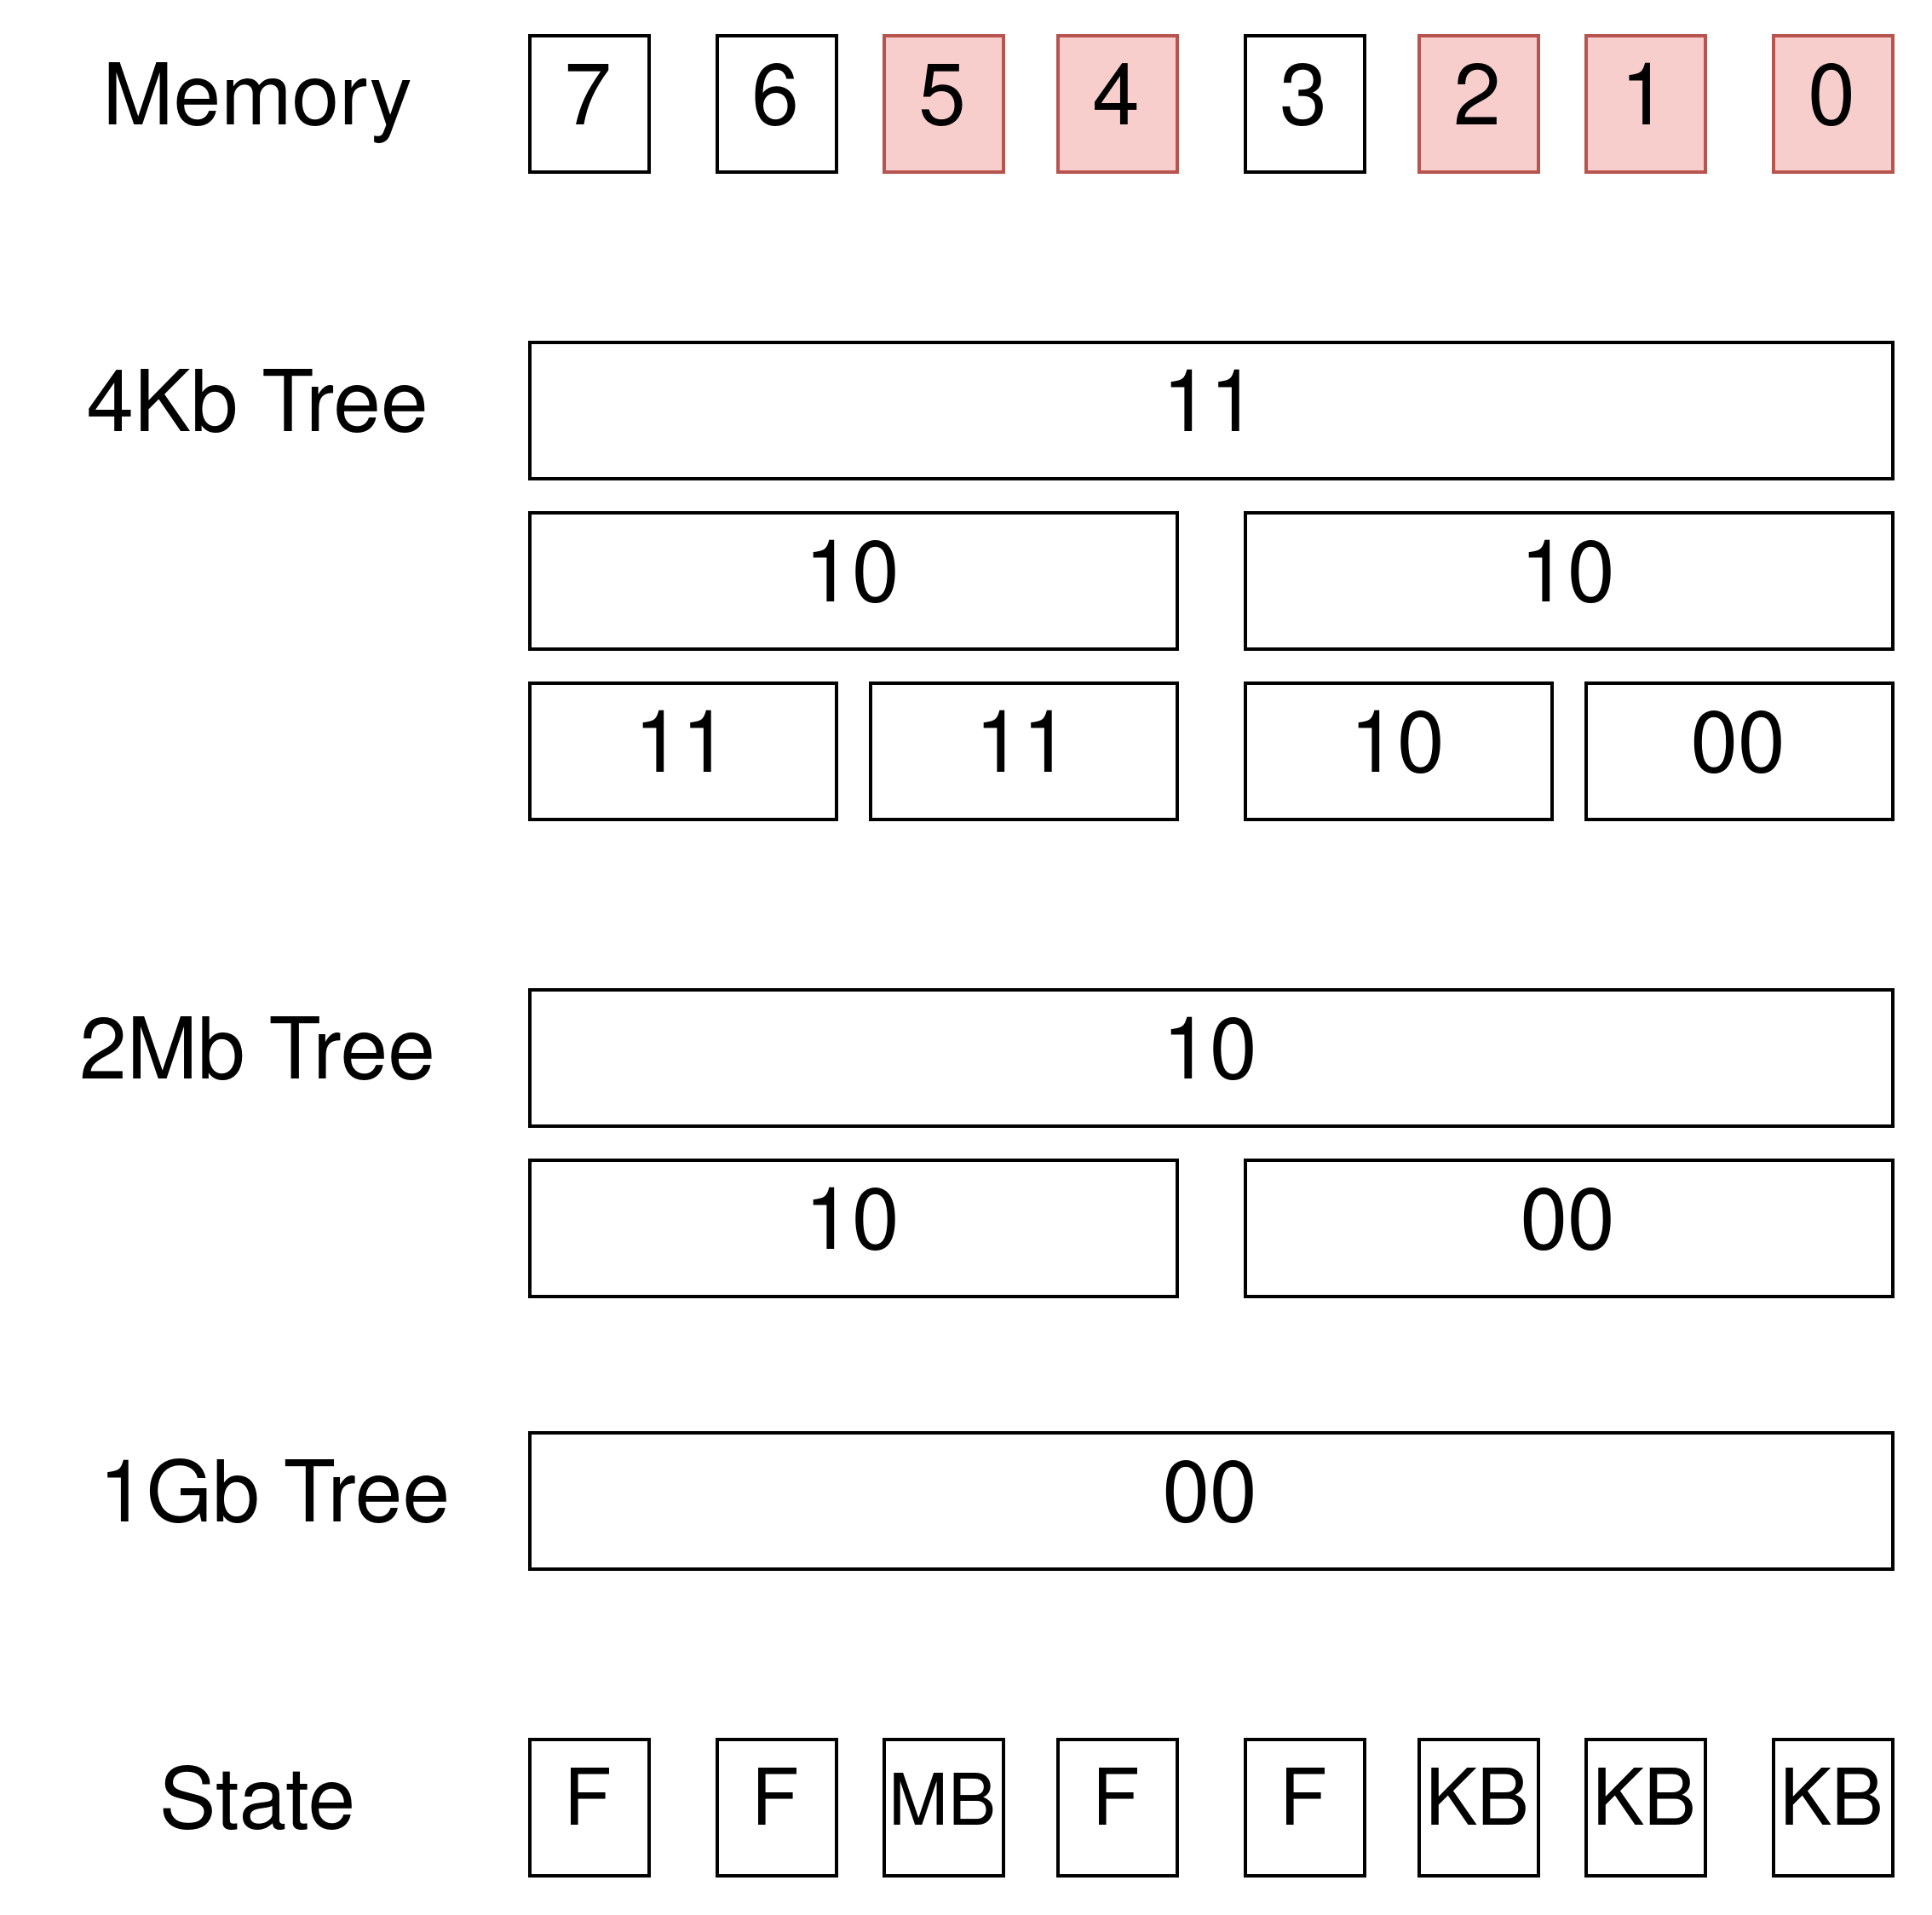 Memory 7 6 5 4 3 2 1 0
4Kb Tree 11
10 10
11 11 10 00
2Mb Tree 10
10 00
1Gb Tree 00
State F F MB F F KB KB KB